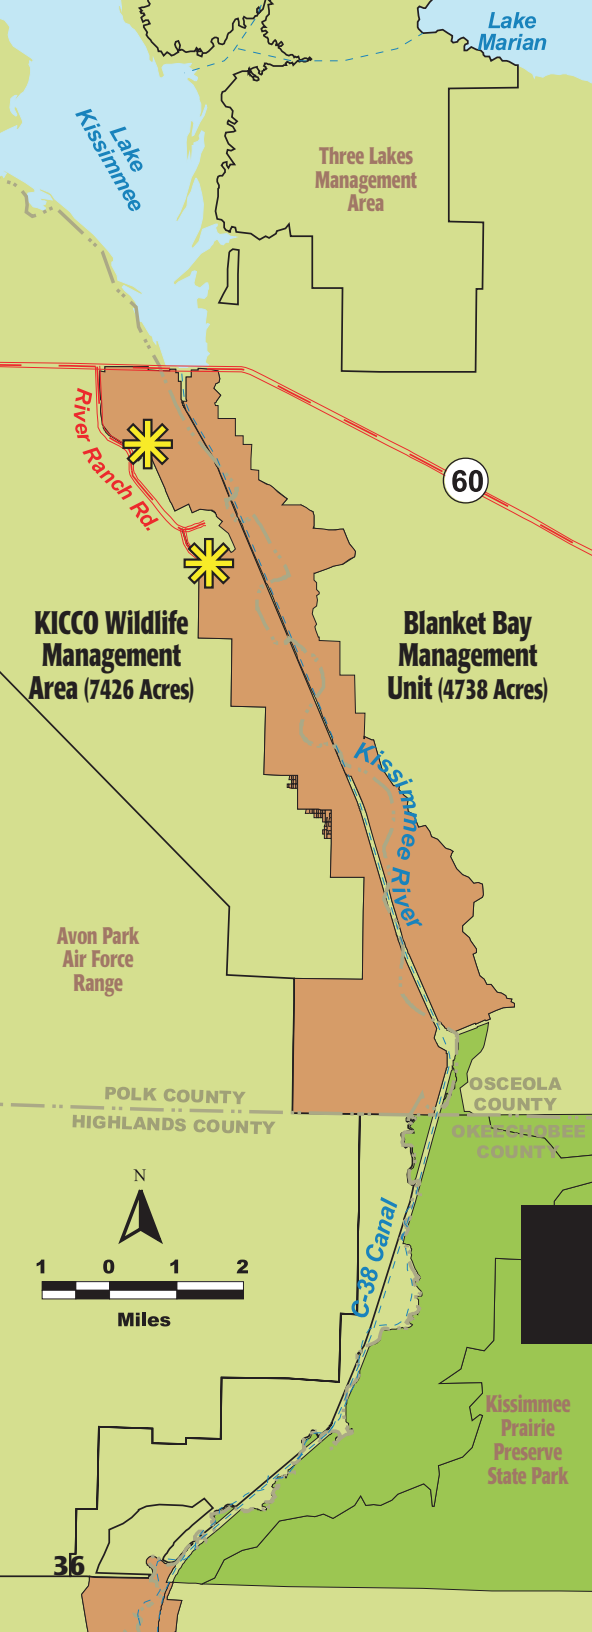 Lake
Marian
Lake
Kissimmee
Three Lakes
Management
Area
River Ranch Rd.
60
KICCO Wildlife
Management
Area (7426 Acres)
Blanket Bay
Management
Unit (4738 Acres)
Kissimmee River
Avon Park
Air Force
Range
POLK COUNTY
HIGHLANDS COUNTY
OSCEOLA
COUNTY
OKEECHOBEE
COUNTY
N
1 0 1 2
Miles
C-38 Canal
Kissimmee
Prairie
Preserve
State Park
36